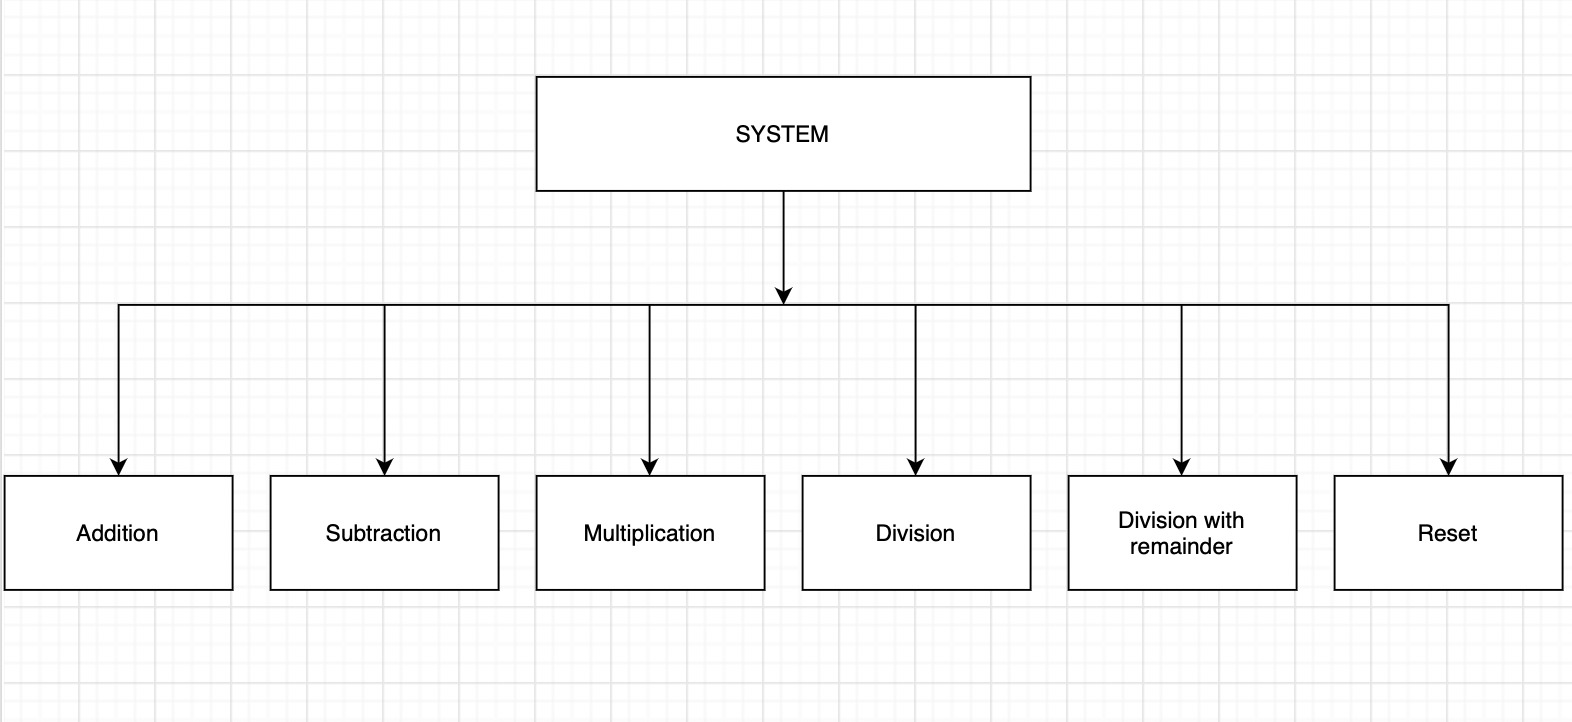 SYSTEM
Addition
Subtraction
Multiplication
Division
Division with
remainder
Reset